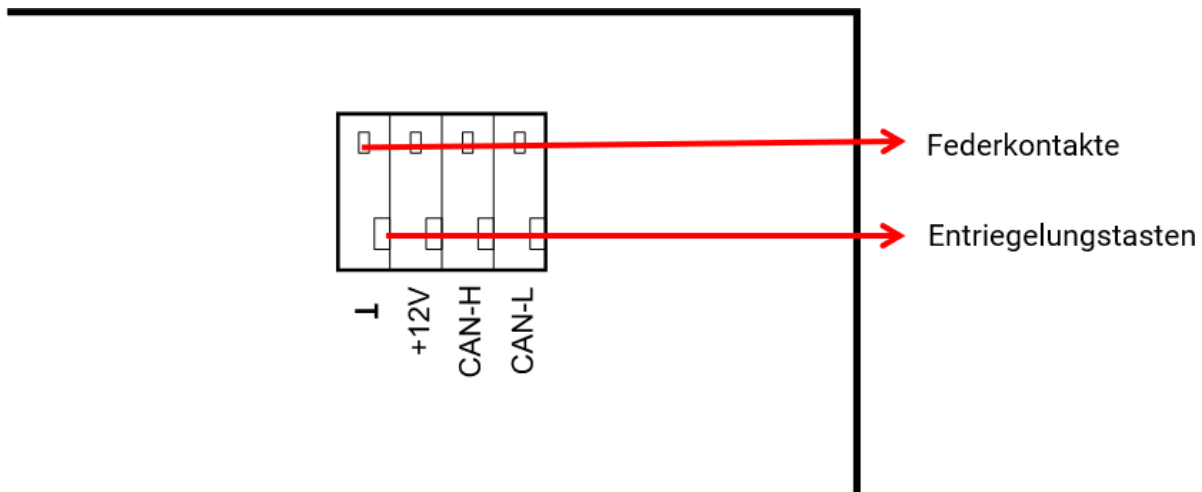 Federkontakte
Entriegelungstasten
+12V
CAN-H
CAN-L